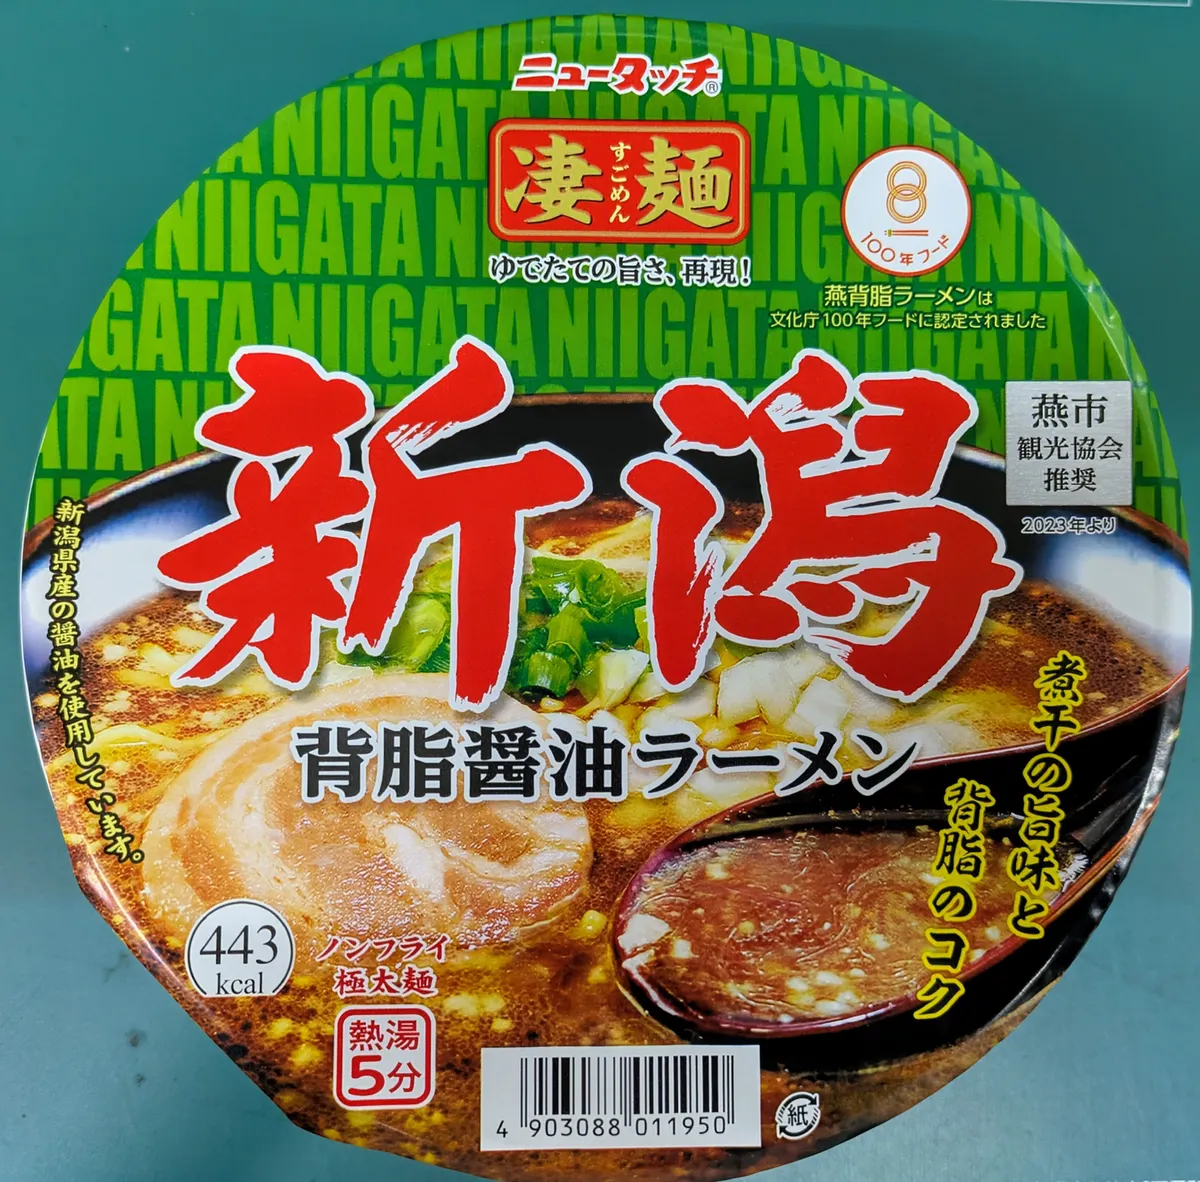 ニュータッチ®
凄麺
すごめん
ゆでたての旨さ、再現!
100年フード
燕背脂ラーメンは
文化庁100年フードに認定されました
燕市
観光協会
推奨
2023年より
NIIGATA NIIGATA
NIIGATA NIIGATA
NIIGATA NIIGATA
新潟
背脂醤油ラーメン
新潟県産の醤油を使用しています。
煮干の旨味と
背脂のコク
443
kcal
ノンフライ
極太麺
熱湯
5分
4 903088 011950
紙